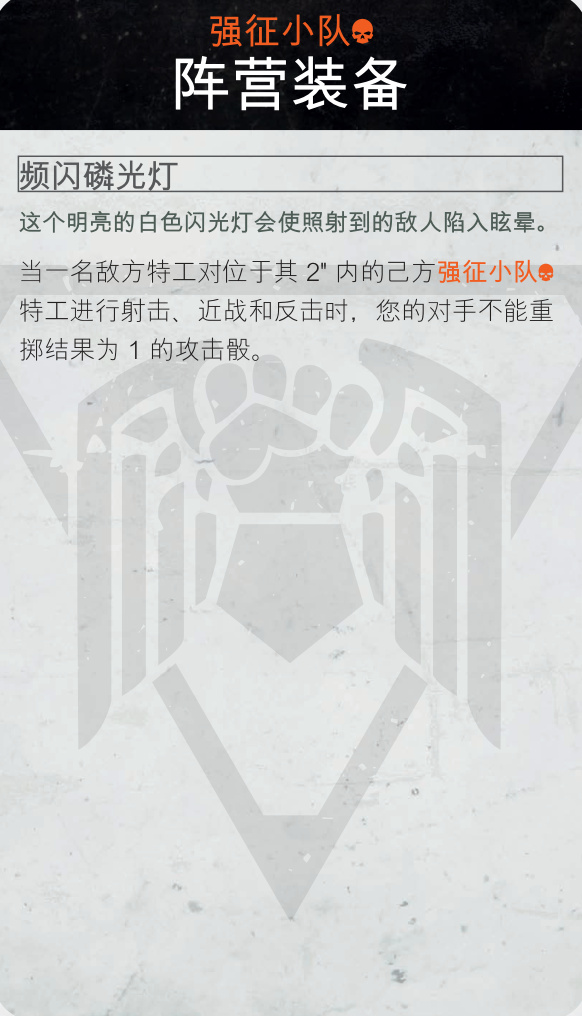 强征小队
阵营装备
频闪磷光灯
这个明亮的白色闪光灯会使照射到的敌人陷入眩晕。
当一名敌方特工对位于其 2" 内的己方强征小队
特工进行射击、近战和反击时，您的对手不能重
掷结果为 1 的攻击骰。